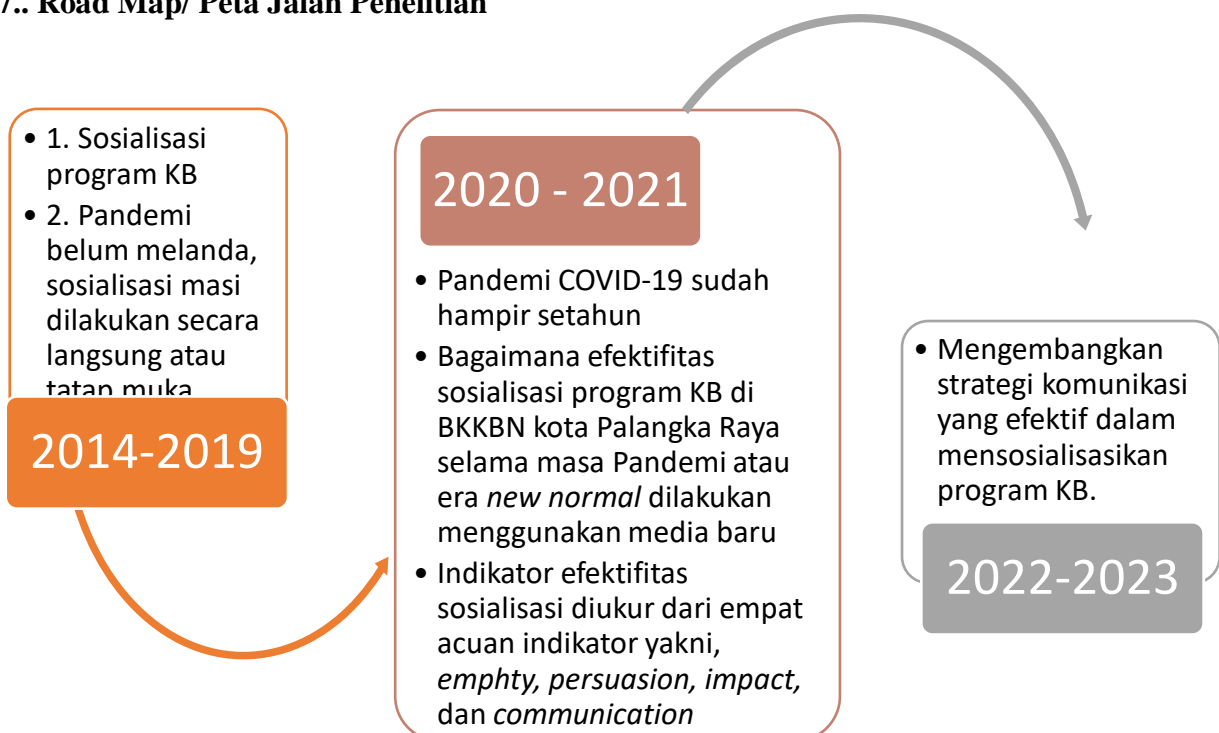 7.. Road Map/ Peta Jalan Penelitian
• 1. Sosialisasi
program KB
• 2. Pandemi
belum melanda,
sosialisasi masi
dilakukan secara
langsung atau
tatap muka
2014-2019
2020 - 2021
• Pandemi COVID-19 sudah
hampir setahun
• Bagaimana efektifitas
sosialisasi program KB di
BKKBN kota Palangka Raya
selama masa Pandemi atau
era new normal dilakukan
menggunakan media baru
• Indikator efektifitas
sosialisasi diukur dari empat
acuan indikator yakni,
emphty, persuasion, impact,
dan communication
• Mengembangkan
strategi komunikasi
yang efektif dalam
mensosialisasikan
program KB.
2022-2023